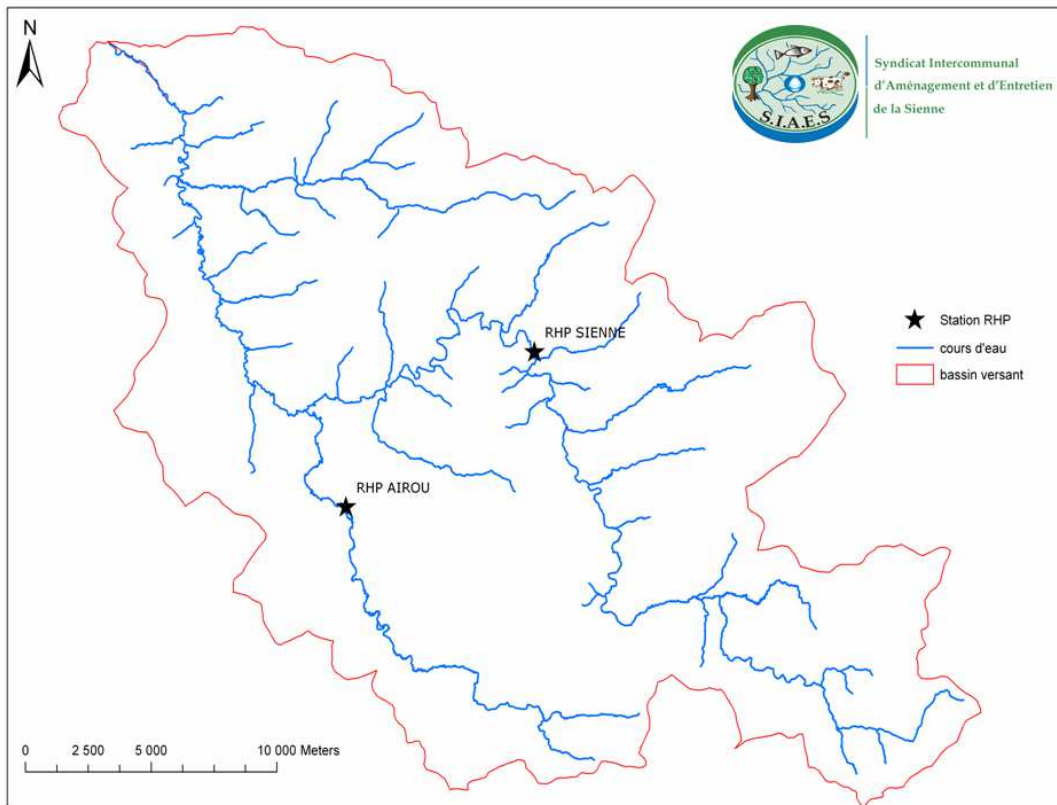 N
S.I.A.E.S
Syndicat Intercommunal
d'Aménagement et d'Entretien
de la Sienne
RHP SIENNE
Station RHP
cours d'eau
bassin versant
RHP AIROU
0 2 500 5 000 10 000 Meters